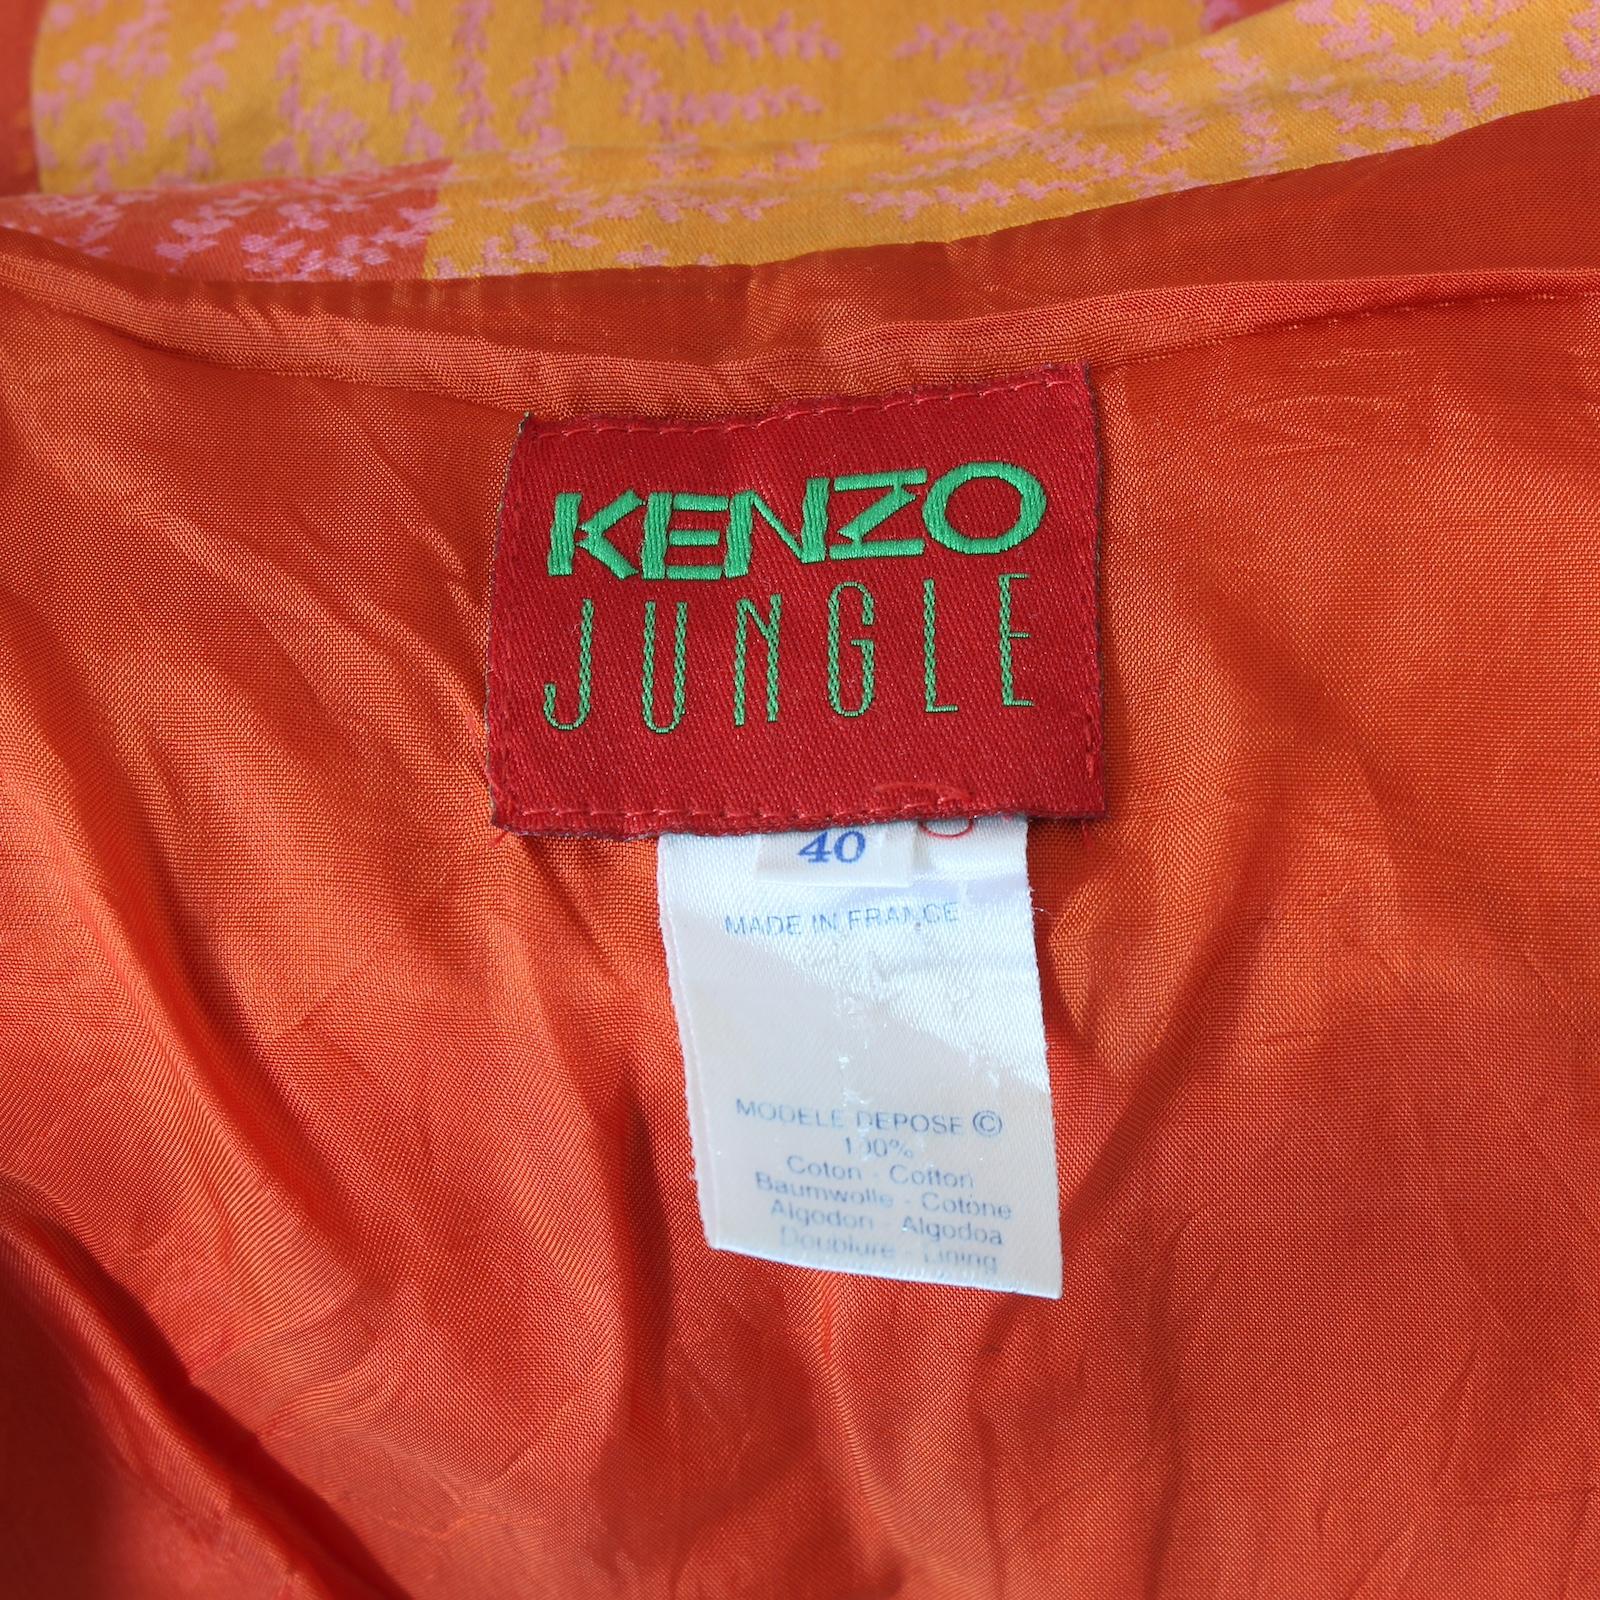 KENZO
JUNGLE
40
MADE IN FRANCE
MODELE DEPOSE ©
100%
Coton - Cotton
Baumwolle - Cotone
Algodon - Algodoa
Doublure - Lining